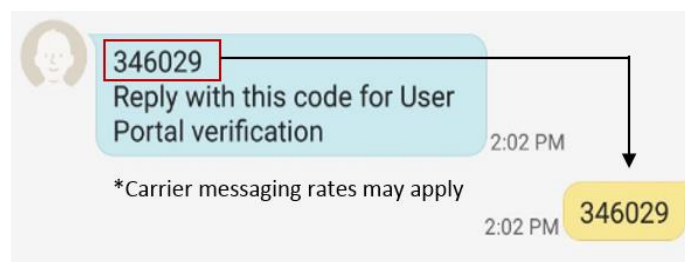 346029
Reply with this code for User
Portal verification
2:02 PM
*Carrier messaging rates may apply
2:02 PM
346029